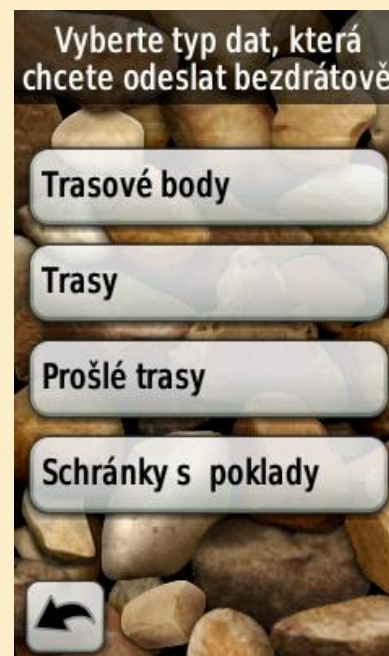 Vyberte typ dat, která
chcete odeslat bezdrátově
Trasové body
Trasy
Prošlé trasy
Schránky s  poklady